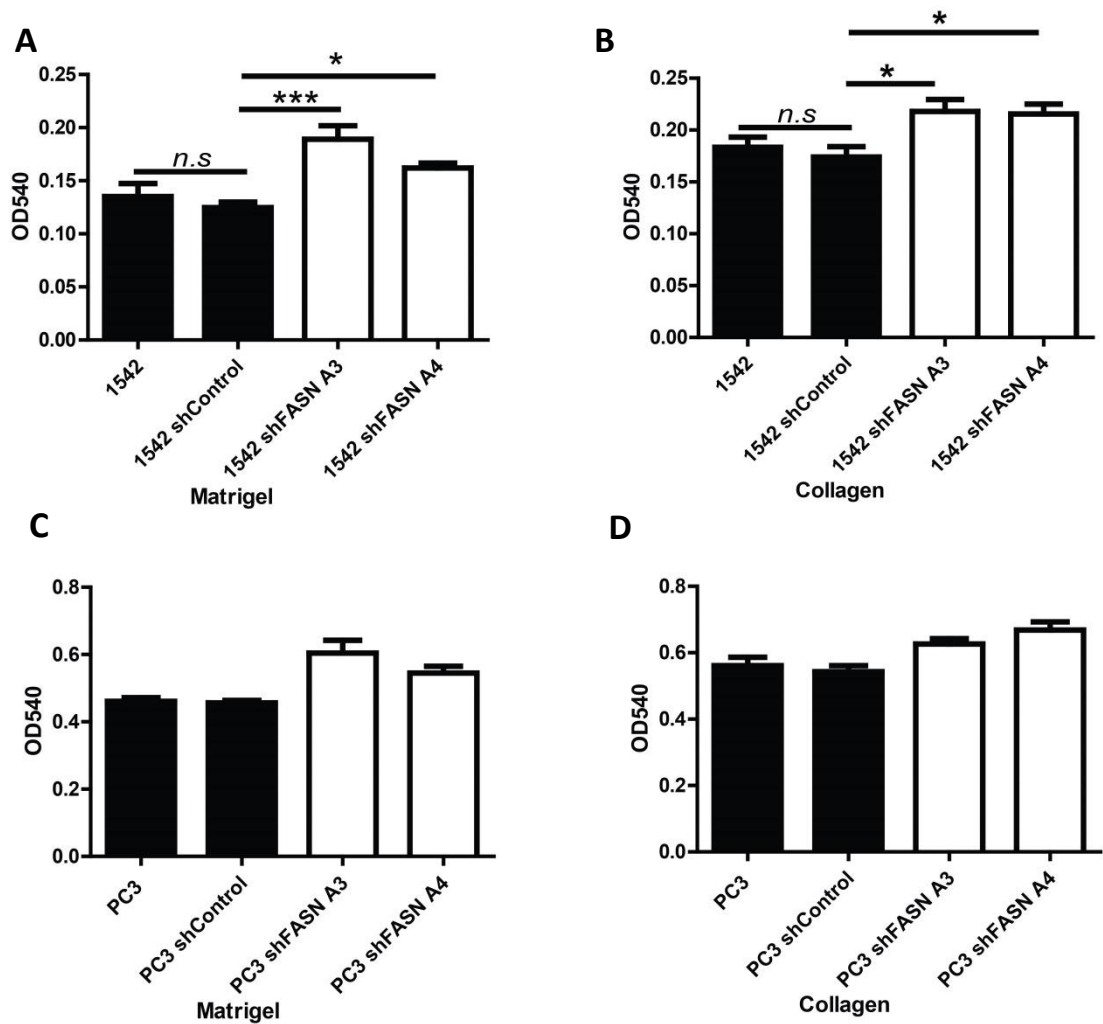 A
*
***
n.s
OD540
0.25
0.20
0.15
0.10
0.05
0.00
1542
1542 shControl
1542 shFASN A3
1542 shFASN A4
Matrigel
B
*
*
n.s
OD540
0.25
0.20
0.15
0.10
0.05
0.00
1542
1542 shControl
1542 shFASN A3
1542 shFASN A4
Collagen
C
OD540
0.8
0.6
0.4
0.2
0.0
PC3
PC3 shControl
PC3 shFASN A3
PC3 shFASN A4
Matrigel
D
OD540
0.8
0.6
0.4
0.2
0.0
PC3
PC3 shControl
PC3 shFASN A3
PC3 shFASN A4
Collagen